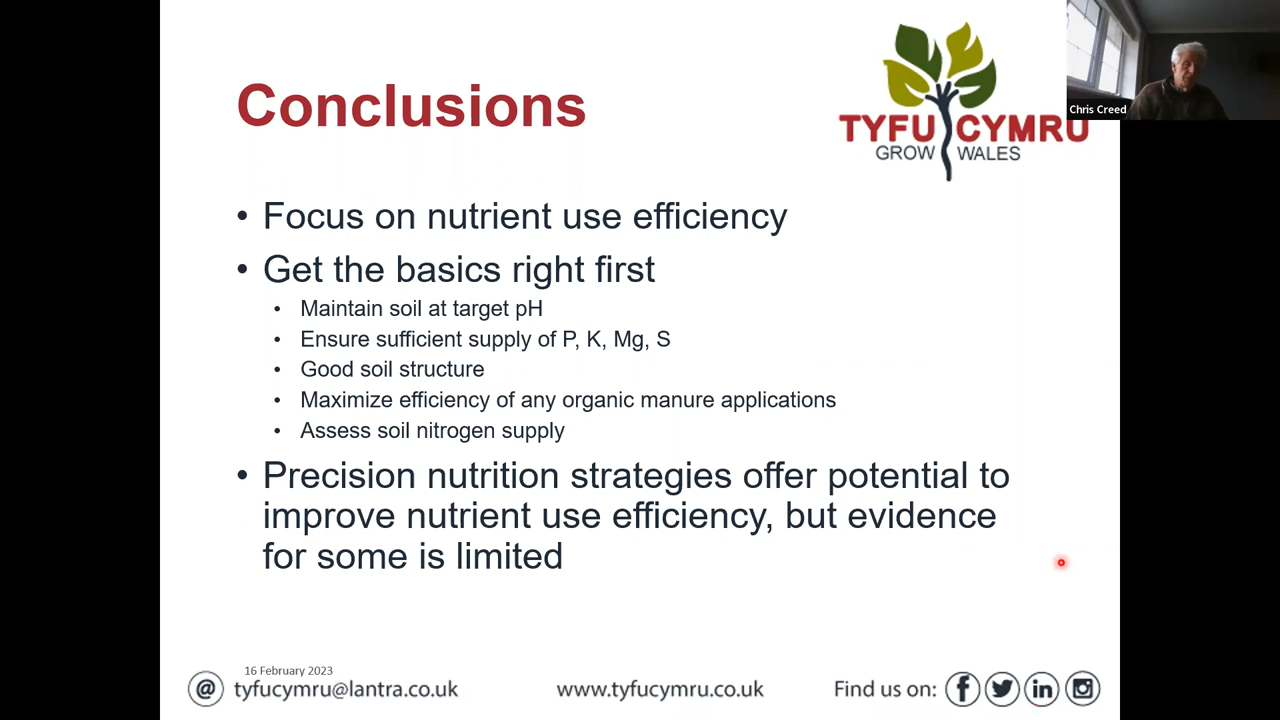 Conclusions
TYFU CYMRU
GROW WALES
Chris Creed
• Focus on nutrient use efficiency
• Get the basics right first
• Maintain soil at target pH
• Ensure sufficient supply of P, K, Mg, S
• Good soil structure
• Maximize efficiency of any organic manure applications
• Assess soil nitrogen supply
• Precision nutrition strategies offer potential to
improve nutrient use efficiency, but evidence
for some is limited
16 February 2023
@ tyfucymru@lantra.co.uk
www.tyfucymru.co.uk
Find us on: